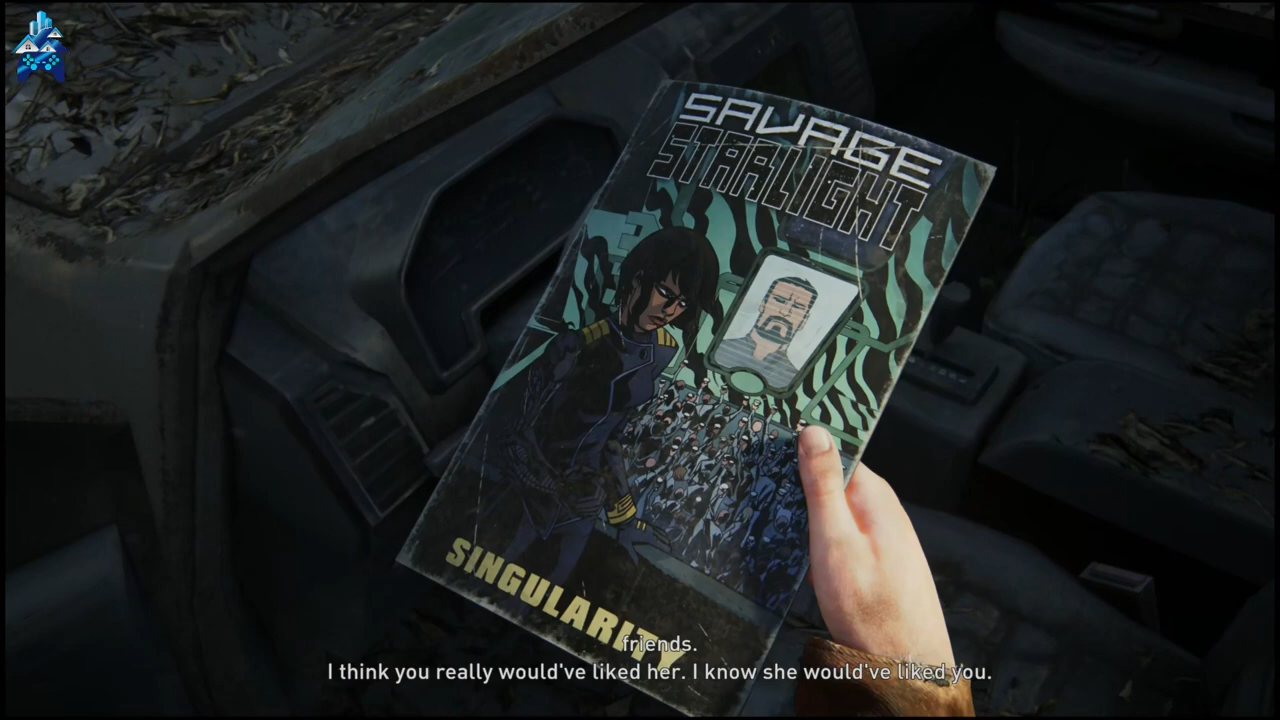 SAVAGE
STARLIGHT
SINGULARITY
friends.
I think you really would've liked her. I know she would've liked you.